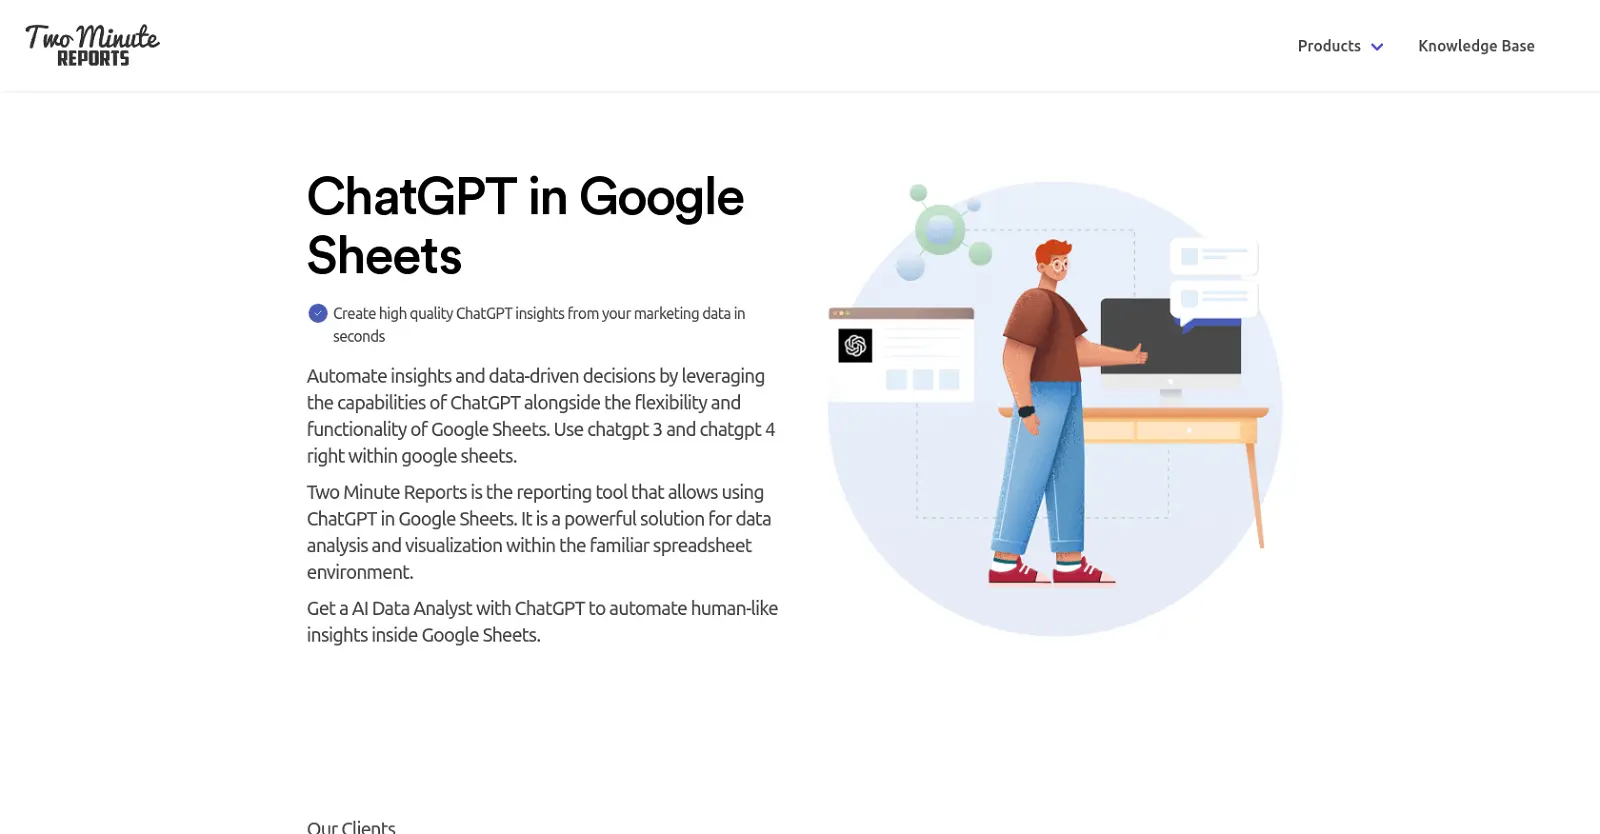 Two Minute
REPORTS
Products
Knowledge Base
ChatGPT in Google
Sheets
Create high quality ChatGPT insights from your marketing data in
seconds
Automate insights and data-driven decisions by leveraging
the capabilities of ChatGPT alongside the flexibility and
functionality of Google Sheets. Use chatgpt 3 and chatgpt 4
right within google sheets.
Two Minute Reports is the reporting tool that allows using
ChatGPT in Google Sheets. It is a powerful solution for data
analysis and visualization within the familiar spreadsheet
environment.
Get a AI Data Analyst with ChatGPT to automate human-like
insights inside Google Sheets.
Our Clients